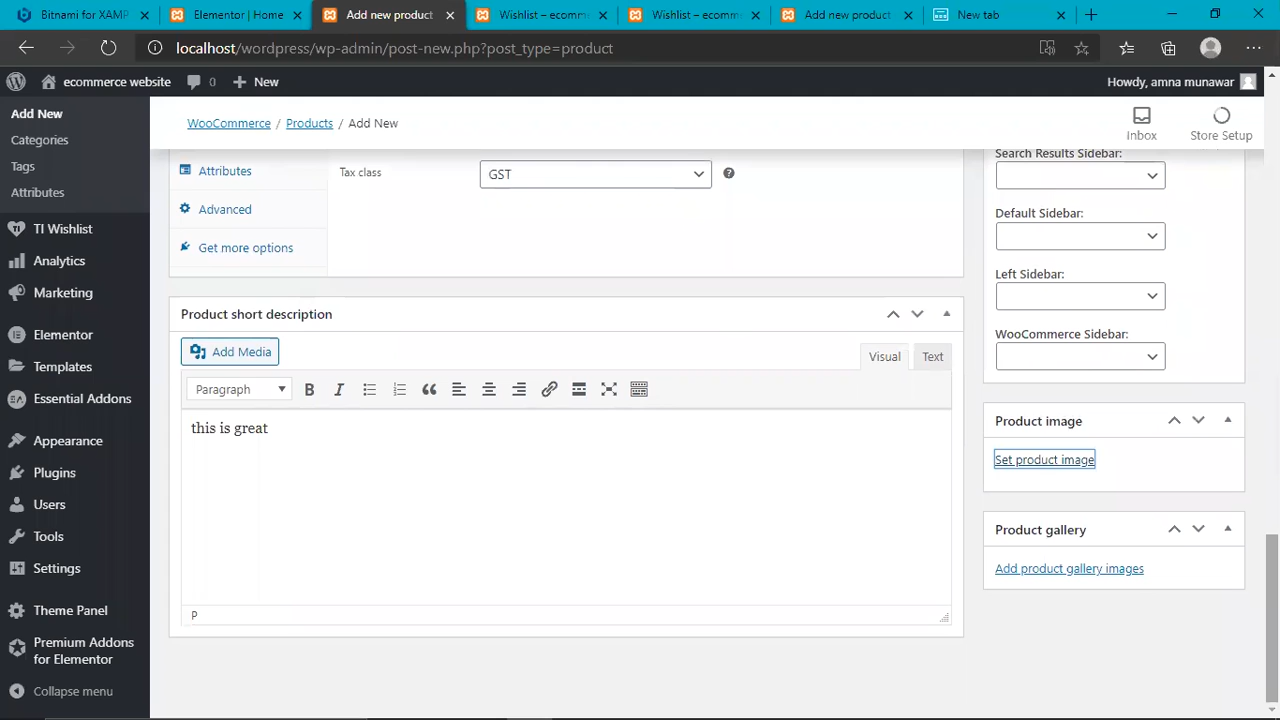 Bitnami for XAMP
Elementor | Home
Add new product
Wishlist – ecomm
Wishlist – ecomm
Add new product
New tab
localhost/wordpress/wp-admin/post-new.php?post_type=product
ecommerce website
0
New
Howdy, amna munawar
Add New
Categories
Tags
Attributes
TI Wishlist
Analytics
Marketing
Elementor
Templates
Essential Addons
Appearance
Plugins
Users
Tools
Settings
Theme Panel
Premium Addons
for Elementor
Collapse menu
WooCommerce / Products / Add New
Inbox
Store Setup
Attributes
Advanced
Get more options
Tax class
GST
?
Product short description
Add Media
Visual
Text
Paragraph
B
I
this is great
P
Search Results Sidebar:
Default Sidebar:
Left Sidebar:
WooCommerce Sidebar:
Product image
Set product image
Product gallery
Add product gallery images